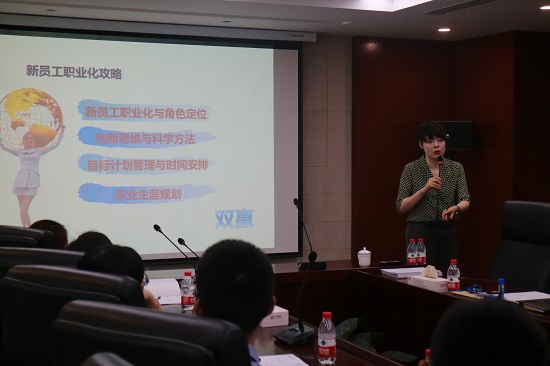 新员工职业化攻略
新员工职业化与角色定位
创新思维与科学方法
目标计划管理与时间安排
职业生涯规划
双赢